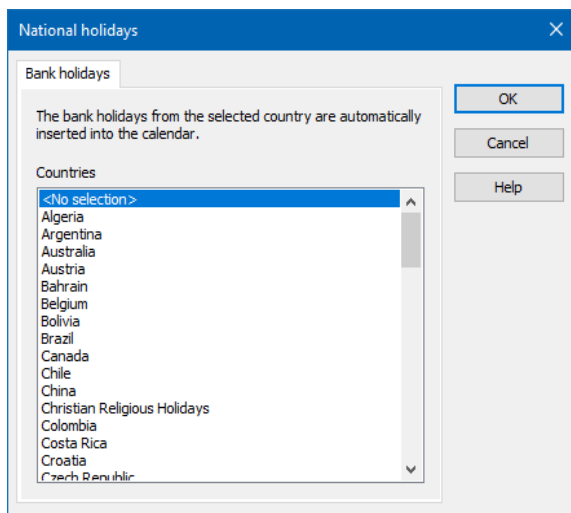 National holidays
Bank holidays
The bank holidays from the selected country are automatically
inserted into the calendar.
Countries
<No selection>
Algeria
Argentina
Australia
Austria
Bahrain
Belgium
Bolivia
Brazil
Canada
Chile
China
Christian Religious Holidays
Colombia
Costa Rica
Croatia
Czech Republic
OK
Cancel
Help